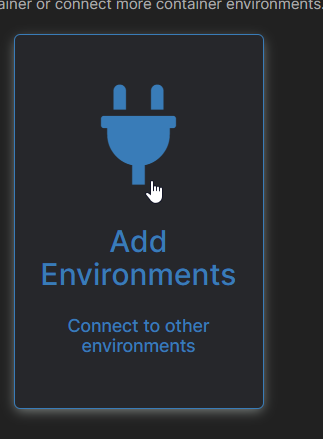 ainer or connect more container environments.
Add
Environments
Connect to other
environments